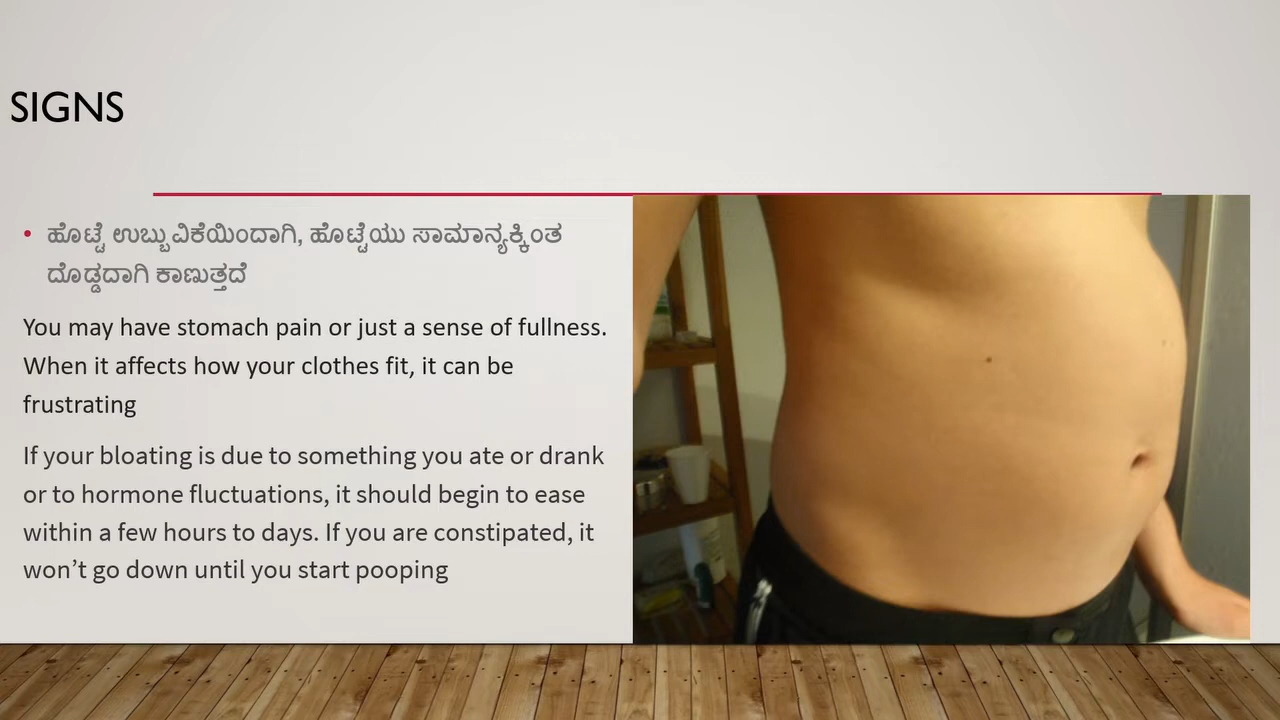 SIGNS
• ಹೊಟ್ಟೆ ಉಬ್ಬುವಿಕೆಯಿಂದಾಗಿ, ಹೊಟ್ಟೆಯು ಸಾಮಾನ್ಯಕ್ಕಿಂತ
ದೊಡ್ಡದಾಗಿ ಕಾಣುತ್ತದೆ
You may have stomach pain or just a sense of fullness.
When it affects how your clothes fit, it can be
frustrating
If your bloating is due to something you ate or drank
or to hormone fluctuations, it should begin to ease
within a few hours to days. If you are constipated, it
won’t go down until you start pooping